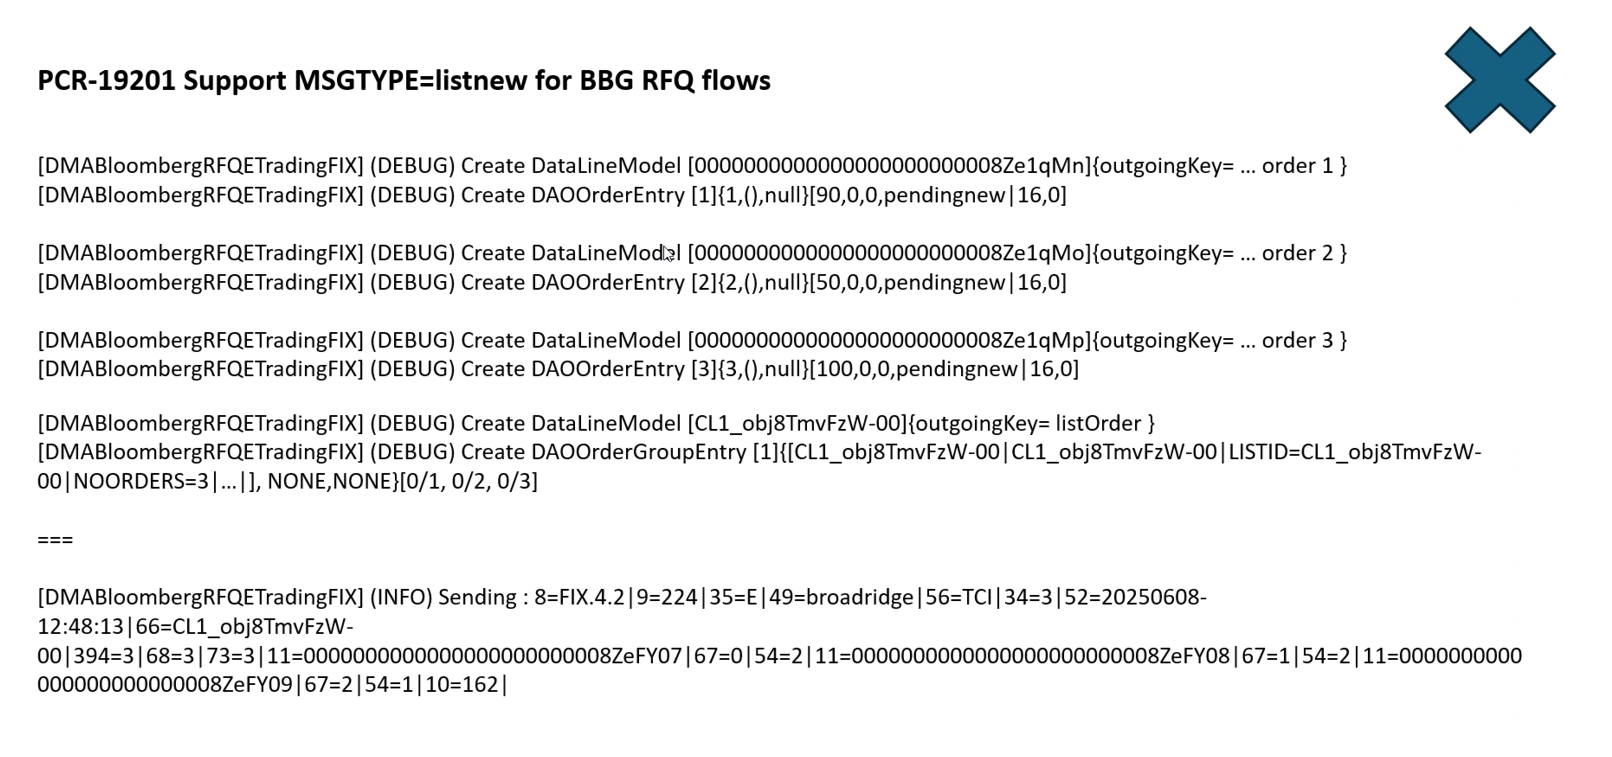 PCR-19201 Support MSGTYPE=listnew for BBG RFQ flows
[DMABloombergRFQETradingFIX] (DEBUG) Create DataLineModel [0000000000000000000000008Ze1qMn]{outgoingKey= ... order 1 }
[DMABloombergRFQETradingFIX] (DEBUG) Create DAOOrderEntry [1]{1,(),null}[90,0,0,pendingnew|16,0]
[DMABloombergRFQETradingFIX] (DEBUG) Create DataLineModel [0000000000000000000000008Ze1qMo]{outgoingKey= ... order 2 }
[DMABloombergRFQETradingFIX] (DEBUG) Create DAOOrderEntry [2]{2,(),null}[50,0,0,pendingnew|16,0]
[DMABloombergRFQETradingFIX] (DEBUG) Create DataLineModel [0000000000000000000000008Ze1qMp]{outgoingKey= ... order 3 }
[DMABloombergRFQETradingFIX] (DEBUG) Create DAOOrderEntry [3]{3,(),null}[100,0,0,pendingnew|16,0]
[DMABloombergRFQETradingFIX] (DEBUG) Create DataLineModel [CL1_obj8TmvFzW-00]{outgoingKey= listOrder }
[DMABloombergRFQETradingFIX] (DEBUG) Create DAOOrderGroupEntry [1]{[CL1_obj8TmvFzW-00|CL1_obj8TmvFzW-00|LISTID=CL1_obj8TmvFzW-
00|NOORDERS=3|...|], NONE,NONE}[0/1, 0/2, 0/3]
===
[DMABloombergRFQETradingFIX] (INFO) Sending : 8=FIX.4.2|9=224|35=E|49=broadridge|56=TCI|34=3|52=20250608-
12:48:13|66=CL1_obj8TmvFzW-
00|394=3|68=3|73=3|11=0000000000000000000000008ZeFY07|67=0|54=2|11=0000000000000000000000008ZeFY08|67=1|54=2|11=0000000000
000000000000008ZeFY09|67=2|54=1|10=162|